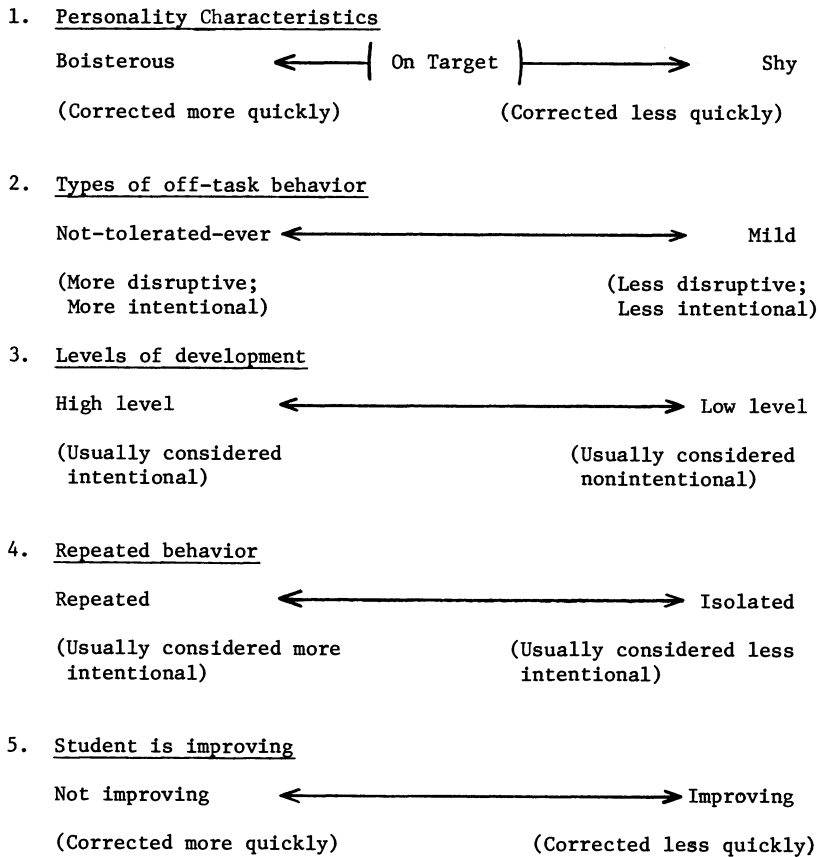 1. Personality Characteristics
Boisterous On Target Shy
(Corrected more quickly) (Corrected less quickly)
2. Types of off-task behavior
Not-tolerated-ever Mild
(More disruptive; (Less disruptive;
More intentional) Less intentional)
3. Levels of development
High level Low level
(Usually considered (Usually considered
intentional) nonintentional)
4. Repeated behavior
Repeated Isolated
(Usually considered more (Usually considered less
intentional) intentional)
5. Student is improving
Not improving Improving
(Corrected more quickly) (Corrected less quickly)